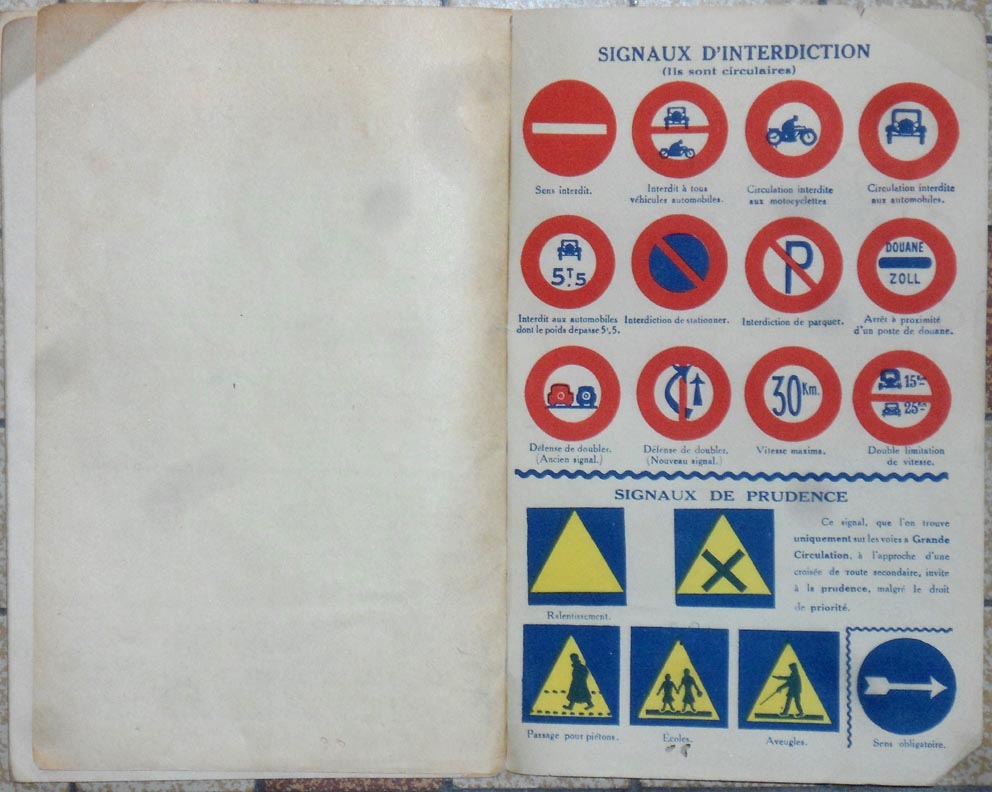 SIGNAUX D'INTERDICTION
(Ils sont circulaires)
Sens interdit.
Interdit à tous
véhicules automobiles.
Circulation interdite
aux motocyclettes
Circulation interdite
aux automobiles.
5T,5
DOUANE
ZOLL
P
Interdit aux automobiles
dont le poids dépasse 5t,5.
Interdiction de stationner.
Interdiction de parquer.
Arrêt à proximité
d'un poste de douane.
30 Km.
15Km
25Km
Défense de doubler.
(Ancien signal.)
Défense de doubler.
(Nouveau signal.)
Vitesse maxima.
Double limitation
de vitesse.
SIGNAUX DE PRUDENCE
Ralentissement.
Ce signal, que l'on trouve
uniquement sur les voies à Grande
Circulation, à l'approche d'une
croisée de route secondaire, invite
à la prudence, malgré le droit
de priorité.
Passage pour piétons.
Écoles.
Aveugles.
Sens obligatoire.